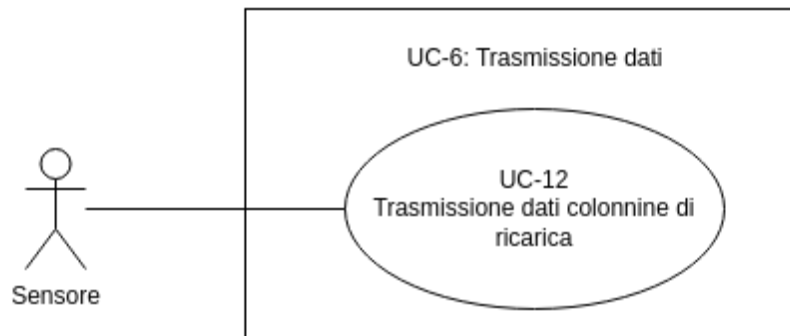 UC-6: Trasmissione dati
UC-12
Trasmissione dati colonnine di
ricarica
Sensore